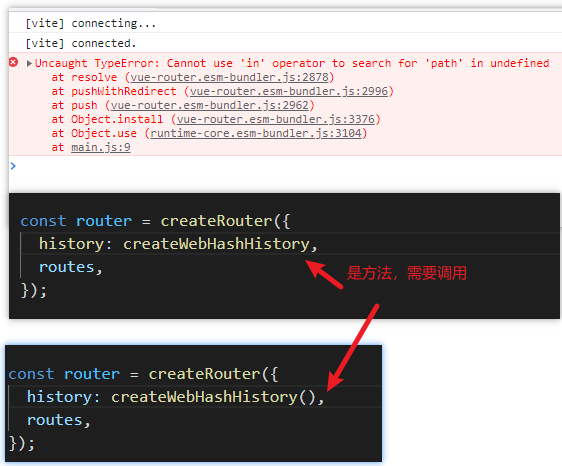 [vite] connecting...
[vite] connected.
Uncaught TypeError: Cannot use 'in' operator to search for 'path' in undefined
at resolve (vue-router.esm-bundler.js:2878)
at pushWithRedirect (vue-router.esm-bundler.js:2996)
at push (vue-router.esm-bundler.js:2962)
at Object.install (vue-router.esm-bundler.js:3376)
at Object.use (runtime-core.esm-bundler.js:3104)
at main.js:9
const router = createRouter({
history: createWebHashHistory,
routes,
});
是方法，需要调用
const router = createRouter({
history: createWebHashHistory(),
routes,
});